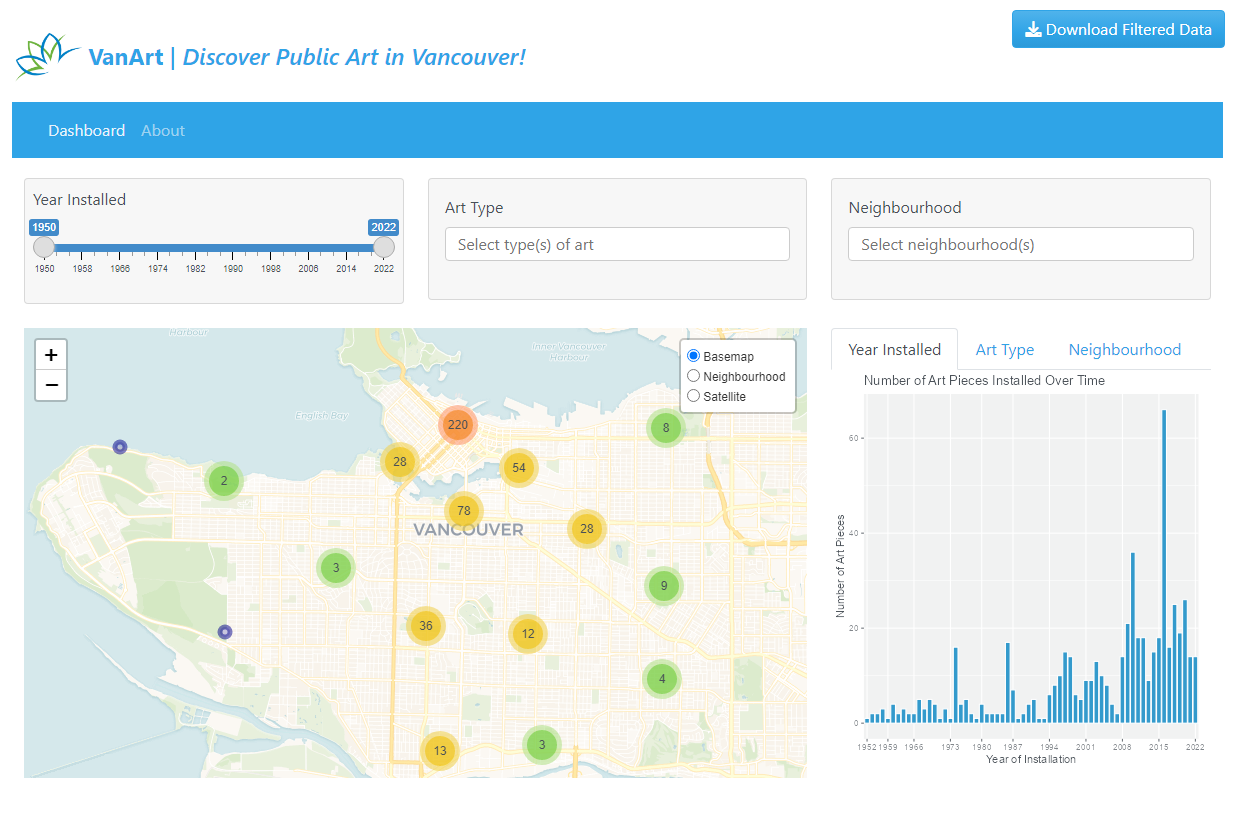 Download Filtered Data
VanArt | Discover Public Art in Vancouver!
Dashboard About
Year Installed
1950 2022
1950 1958 1966 1974 1982 1990 1998 2006 2014 2022
Art Type
Select type(s) of art
Neighbourhood
Select neighbourhood(s)
+
−
Harbour
Inner Vancouver
Harbour
English Bay
VANCOUVER
Basemap
Neighbourhood
Satellite
220
8
28
54
2
78
28
3
9
36
12
4
13
3
Year Installed Art Type Neighbourhood
Number of Art Pieces Installed Over Time
Number of Art Pieces
60
40
20
0
1952 1959 1966 1973 1980 1987 1994 2001 2008 2015 2022
Year of Installation